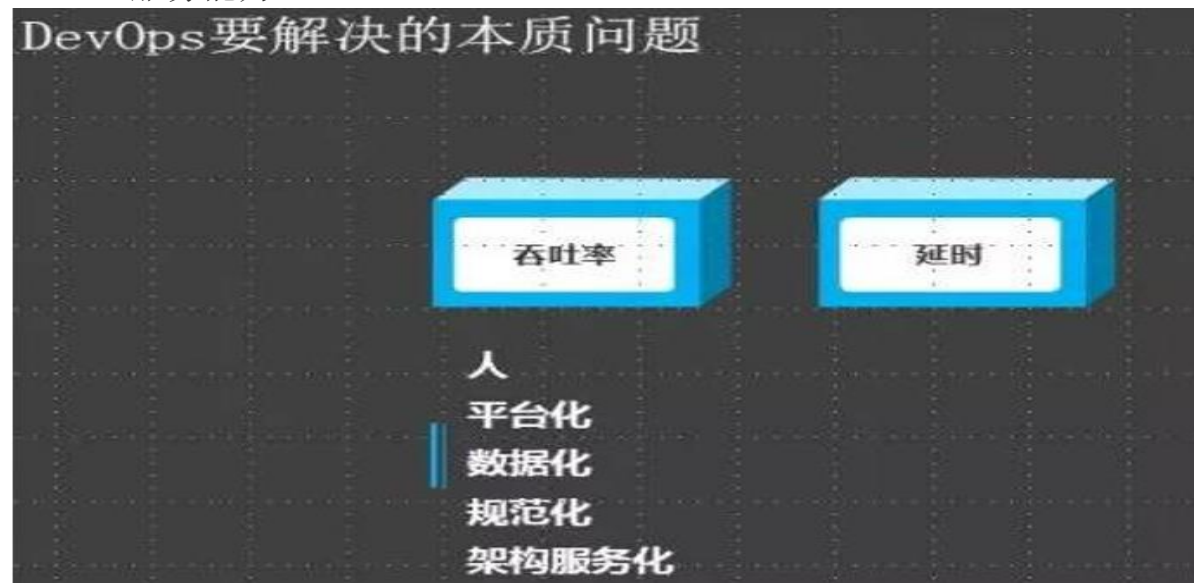 DevOps要解决的本质问题
吞吐率
延时
人
平台化
数据化
规范化
架构服务化